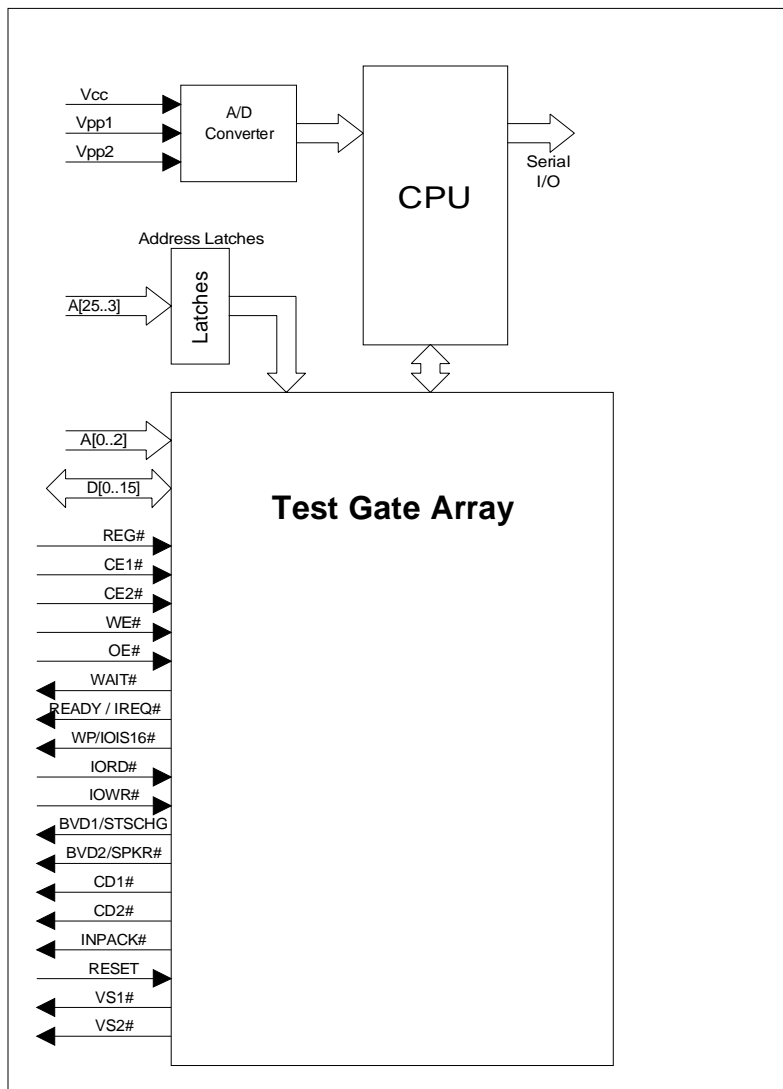 Vcc
Vpp1
Vpp2
A/D
Converter
CPU
Serial
I/O
Address Latches
Latches
A[25..3]
A[0..2]
D[0..15]
Test Gate Array
REG#
CE1#
CE2#
WE#
OE#
WAIT#
READY / IREQ#
WP/IOIS16#
IORD#
IOWR#
BVD1/STSCHG
BVD2/SPKR#
CD1#
CD2#
INPACK#
RESET
VS1#
VS2#